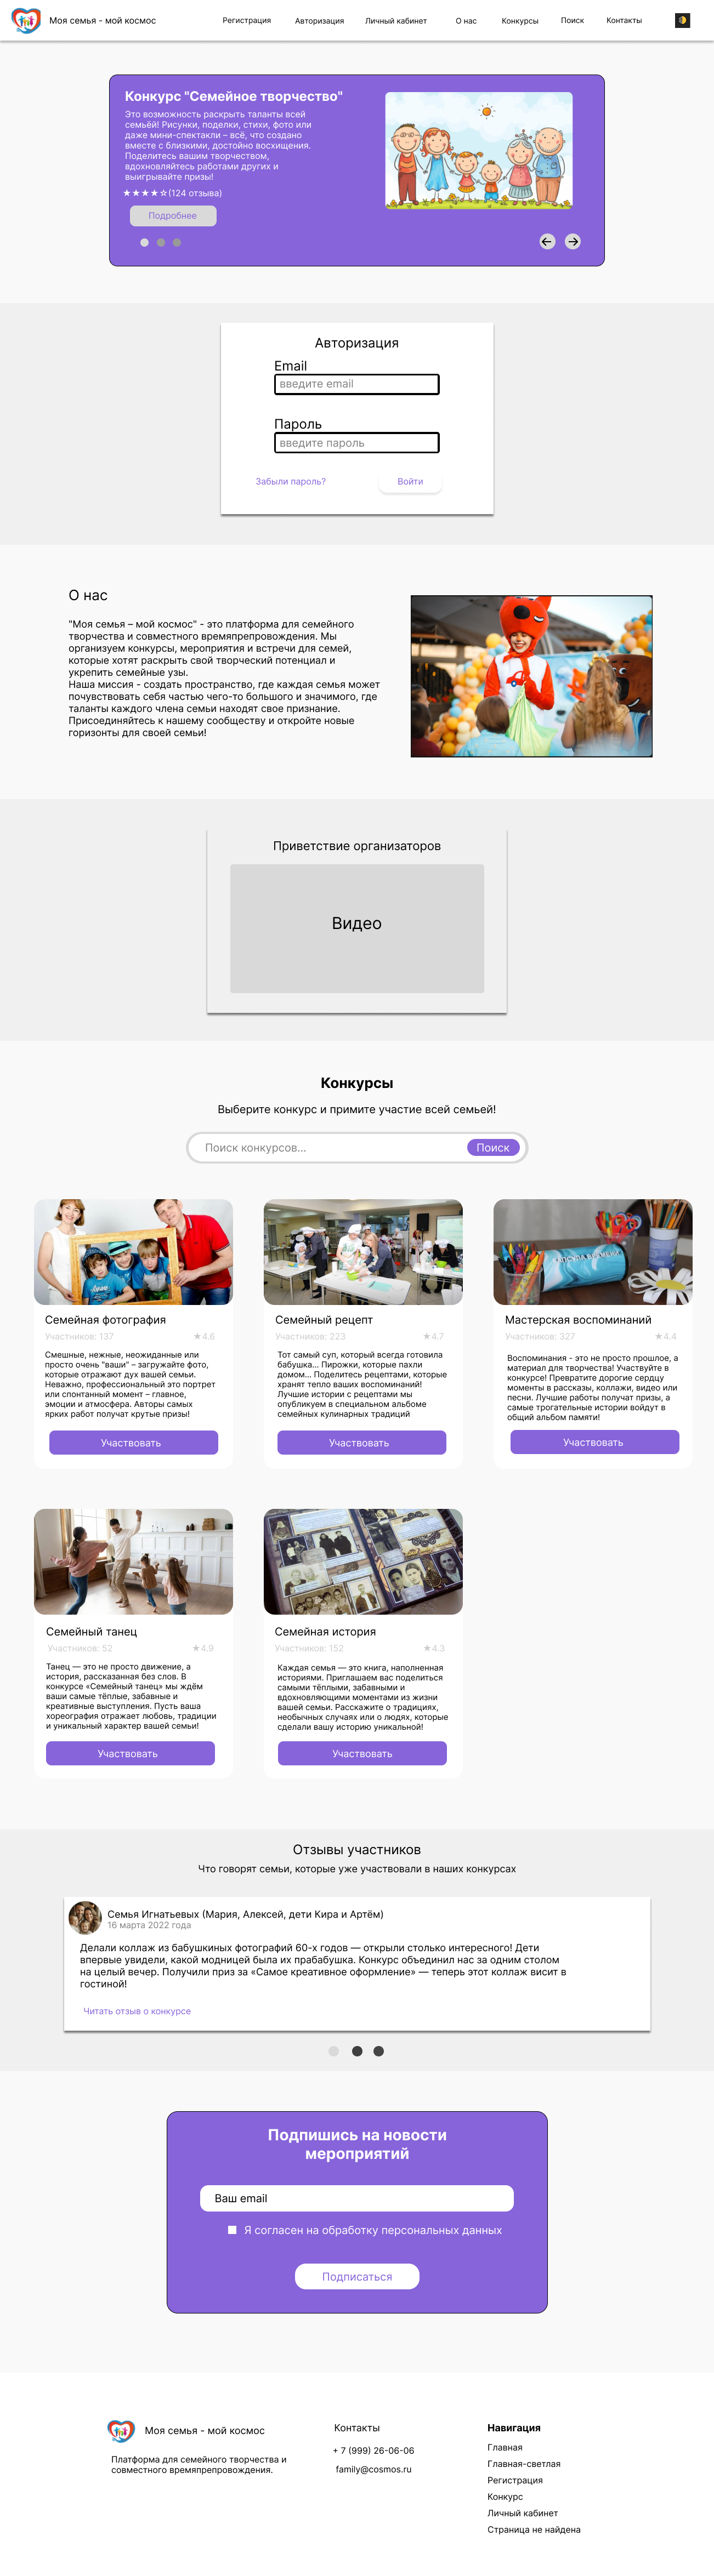 Моя семья - мой космос
Регистрация
Авторизация
Личный кабинет
О нас
Конкурсы
Поиск
Контакты
Конкурс "Семейное творчество"
Это возможность раскрыть таланты всей
семьёй! Рисунки, поделки, стихи, фото или
даже мини-спектакли – всё, что создано
вместе с близкими, достойно восхищения.
Поделитесь вашим творчеством,
вдохновляйтесь работами других и
выигрывайте призы!
★★★★☆(124 отзыва)
Подробнее
Авторизация
Email
введите email
Пароль
введите пароль
Забыли пароль?
Войти
О нас
"Моя семья – мой космос" - это платформа для семейного
творчества и совместного времяпрепровождения. Мы
организуем конкурсы, мероприятия и встречи для семей,
которые хотят раскрыть свой творческий потенциал и
укрепить семейные узы.
Наша миссия - создать пространство, где каждая семья может
почувствовать себя частью чего-то большого и значимого, где
таланты каждого члена семьи находят свое признание.
Присоединяйтесь к нашему сообществу и откройте новые
горизонты для своей семьи!
Приветствие организаторов
Видео
Конкурсы
Выберите конкурс и примите участие всей семьей!
Поиск конкурсов...
Поиск
Семейная фотография
Участников: 137
★4.6
Смешные, нежные, неожиданные или
просто очень "ваши" – загружайте фото,
которые отражают дух вашей семьи.
Неважно, профессиональный это портрет
или спонтанный момент – главное,
эмоции и атмосфера. Авторы самых
ярких работ получат крутые призы!
Участвовать
Семейный рецепт
Участников: 223
★4.7
Тот самый суп, который всегда готовила
бабушка... Пирожки, которые пахли
домом... Поделитесь рецептами, которые
хранят тепло ваших воспоминаний!
Лучшие истории с рецептами мы
опубликуем в специальном альбоме
семейных кулинарных традиций
Участвовать
КАПСУЛА ВРЕМЕНИ
Мастерская воспоминаний
Участников: 327
★4.4
Воспоминания - это не просто прошлое, а
материал для творчества! Участвуйте в
конкурсе! Превратите дорогие сердцу
моменты в рассказы, коллажи, видео или
песни. Лучшие работы получат призы, а
самые трогательные истории войдут в
общий альбом памяти!
Участвовать
Семейный танец
Участников: 52
★4.9
Танец — это не просто движение, а
история, рассказанная без слов. В
конкурсе «Семейный танец» мы ждём
ваши самые тёплые, забавные и
креативные выступления. Пусть ваша
хореография отражает любовь, традиции
и уникальный характер вашей семьи!
Участвовать
Семейная история
Участников: 152
★4.3
Каждая семья — это книга, наполненная
историями. Приглашаем вас поделиться
самыми тёплыми, забавными и
вдохновляющими моментами из жизни
вашей семьи. Расскажите о традициях,
необычных случаях или о людях, которые
сделали вашу историю уникальной!
Участвовать
Отзывы участников
Что говорят семьи, которые уже участвовали в наших конкурсах
Семья Игнатьевых (Мария, Алексей, дети Кира и Артём)
16 марта 2022 года
Делали коллаж из бабушкиных фотографий 60-х годов — открыли столько интересного! Дети
впервые увидели, какой модницей была их прабабушка. Конкурс объединил нас за одним столом
на целый вечер. Получили приз за «Самое креативное оформление» — теперь этот коллаж висит в
гостиной!
Читать отзыв о конкурсе
Подпишись на новости
мероприятий
Ваш email
Я согласен на обработку персональных данных
Подписаться
Моя семья - мой космос
Платформа для семейного творчества и
совместного времяпрепровождения.
Контакты
+ 7 (999) 26-06-06
family@cosmos.ru
Навигация
Главная
Главная-светлая
Регистрация
Конкурс
Личный кабинет
Страница не найдена